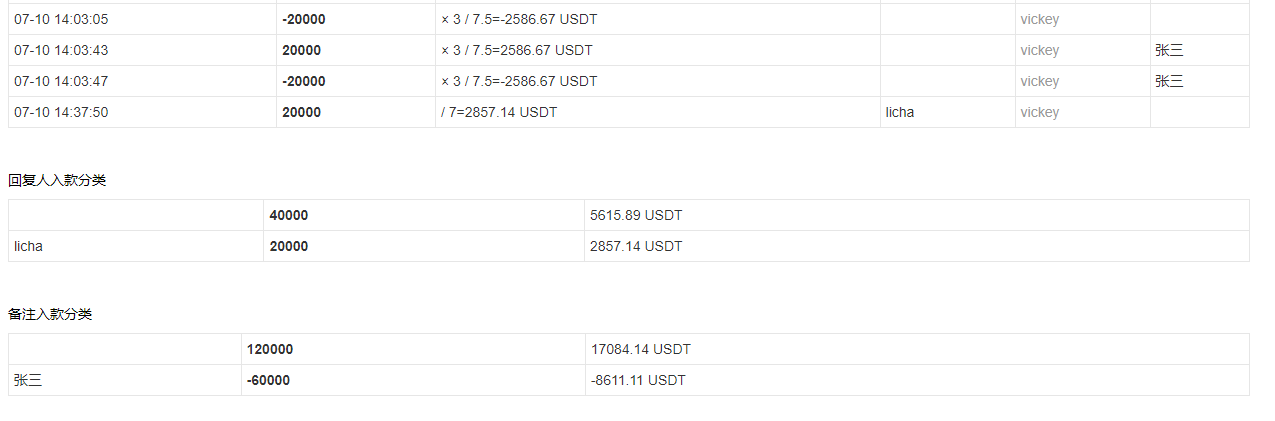 07-10 14:03:05 -20000 × 3 / 7.5=-2586.67 USDT vickey
07-10 14:03:43 20000 × 3 / 7.5=2586.67 USDT vickey 张三
07-10 14:03:47 -20000 × 3 / 7.5=-2586.67 USDT vickey 张三
07-10 14:37:50 20000 / 7=2857.14 USDT licha vickey
回复人入款分类
40000 5615.89 USDT
licha 20000 2857.14 USDT
备注入款分类
120000 17084.14 USDT
张三 -60000 -8611.11 USDT